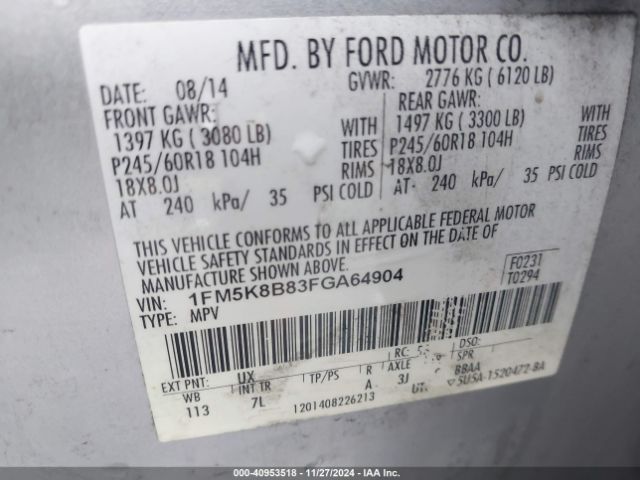 MFD. BY FORD MOTOR CO.
DATE: 08/14 GVWR: 2776 KG ( 6120 LB)
FRONT GAWR: REAR GAWR:
1397 KG ( 3080 LB) WITH 1497 KG ( 3300 LB) WITH
P245/60R18 104H TIRES P245/60R18 104H TIRES
18X8.0J RIMS 18X8.0J RIMS
AT 240 kPa/ 35 PSI COLD AT 240 kPa/ 35 PSI COLD
THIS VEHICLE CONFORMS TO ALL APPLICABLE FEDERAL MOTOR
VEHICLE SAFETY STANDARDS IN EFFECT ON THE DATE OF
MANUFACTURE SHOWN ABOVE.
VIN: 1FM5K8B83FGA64904 F0231
TYPE: MPV T0294
EXT PNT: UX RC: DSO:
WB INT TR TP/PS R AXLE SPR
113 7L A 3J BBAA
1201408226213 5U5A-1520472-BA
000-40953518 - 11/27/2024 - IAA Inc.